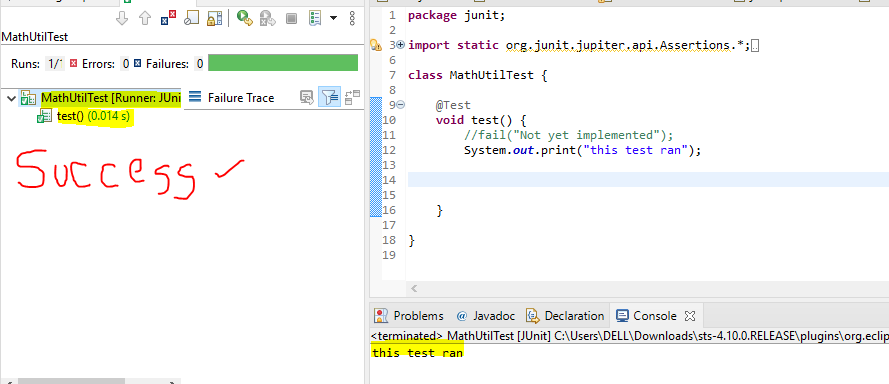 MathUtilTest
Runs: 1/1 Errors: 0 Failures: 0
MathUtilTest [Runner: JUni
Failure Trace
test() (0.014 s)
Success ✓
1 package junit;
2
3 import static org.junit.jupiter.api.Assertions.*;
6
7 class MathUtilTest {
8
9 @Test
10 void test() {
11 //fail("Not yet implemented");
12 System.out.print("this test ran");
13
14
15
16 }
17
18 }
19
Problems @ Javadoc Declaration Console
<terminated> MathUtilTest [JUnit] C:\Users\DELL\Downloads\sts-4.10.0.RELEASE\plugins\org.eclip
this test ran